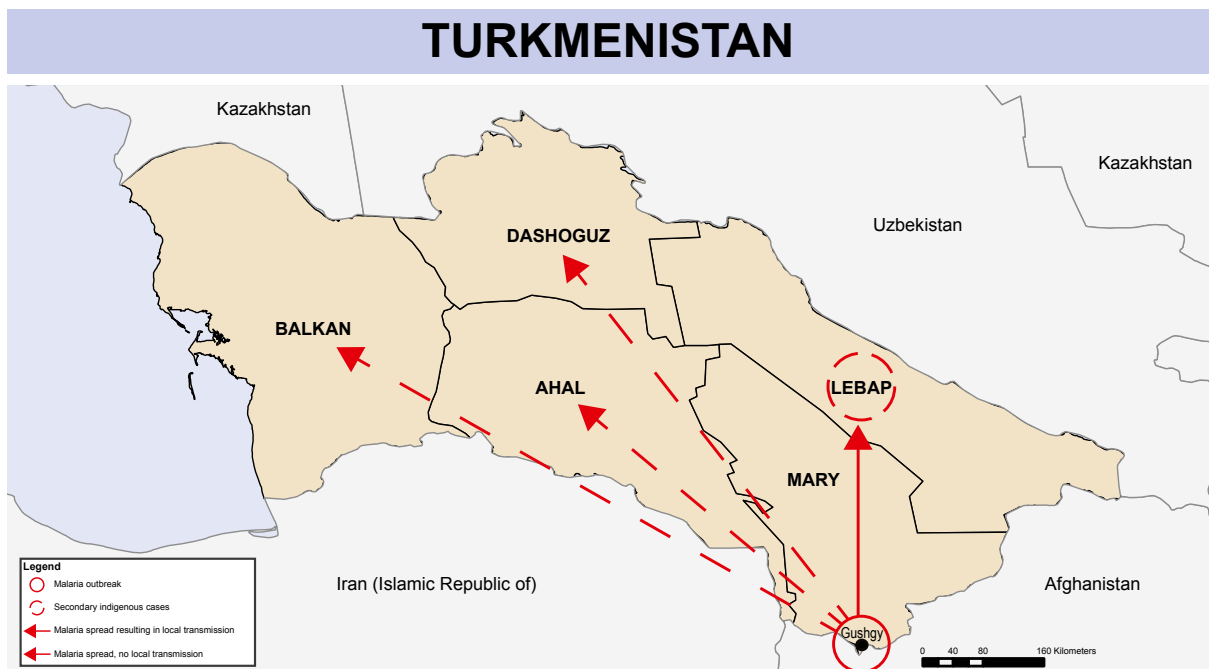 TURKMENISTAN
Kazakhstan
Kazakhstan
Uzbekistan
DASHOGUZ
BALKAN
AHAL
LEBAP
MARY
Iran (Islamic Republic of)
Afghanistan
Gushgy
Legend
Malaria outbreak
Secondary indigenous cases
Malaria spread resulting in local transmission
Malaria spread, no local transmission
0 40 80 160 Kilometers